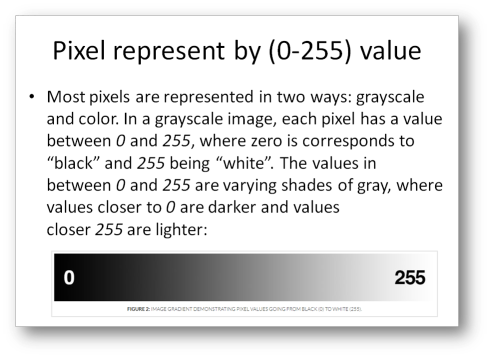 Pixel represent by (0-255) value
• Most pixels are represented in two ways: grayscale
and color. In a grayscale image, each pixel has a value
between 0 and 255, where zero is corresponds to
“black” and 255 being “white”. The values in
between 0 and 255 are varying shades of gray, where
values closer to 0 are darker and values
closer 255 are lighter:
0 255
FIGURE 2: IMAGE GRADIENT DEMONSTRATING PIXEL VALUES GOING FROM BLACK (0) TO WHITE (255).